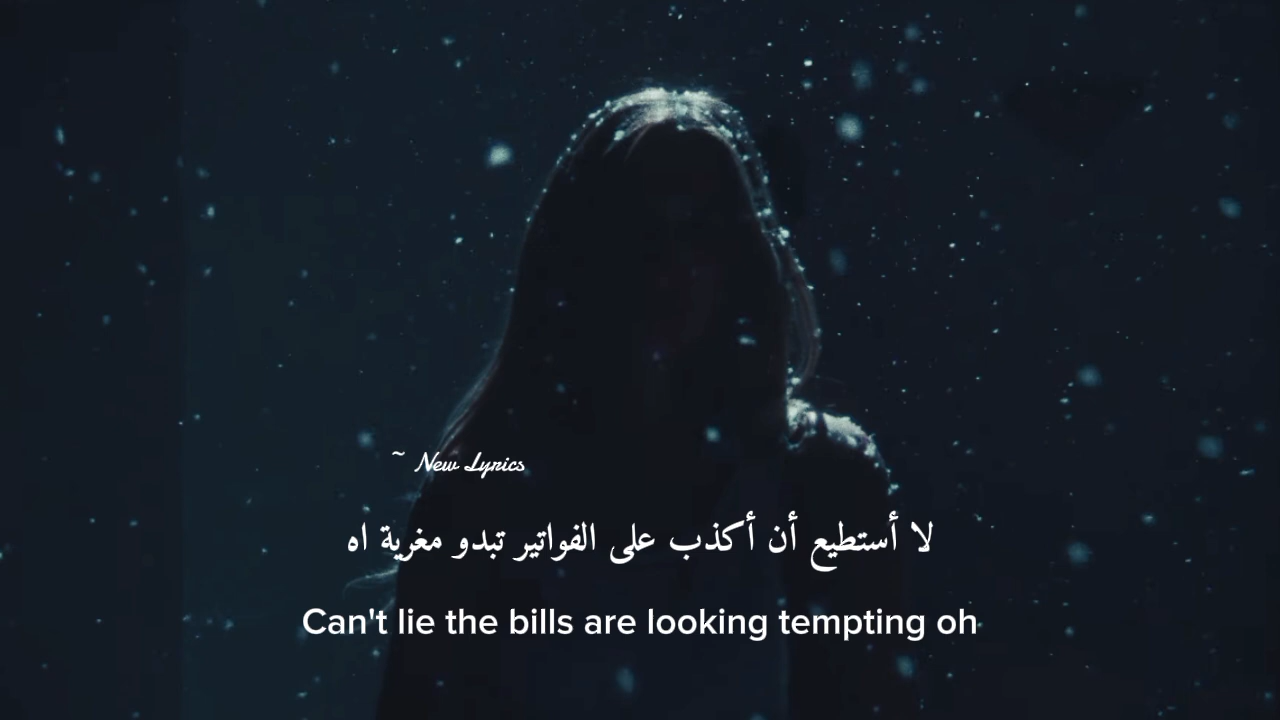 ~ New Lyrics
لا أستطيع أن أكذب على الفواتير تبدو مغرية اه
Can't lie the bills are looking tempting oh